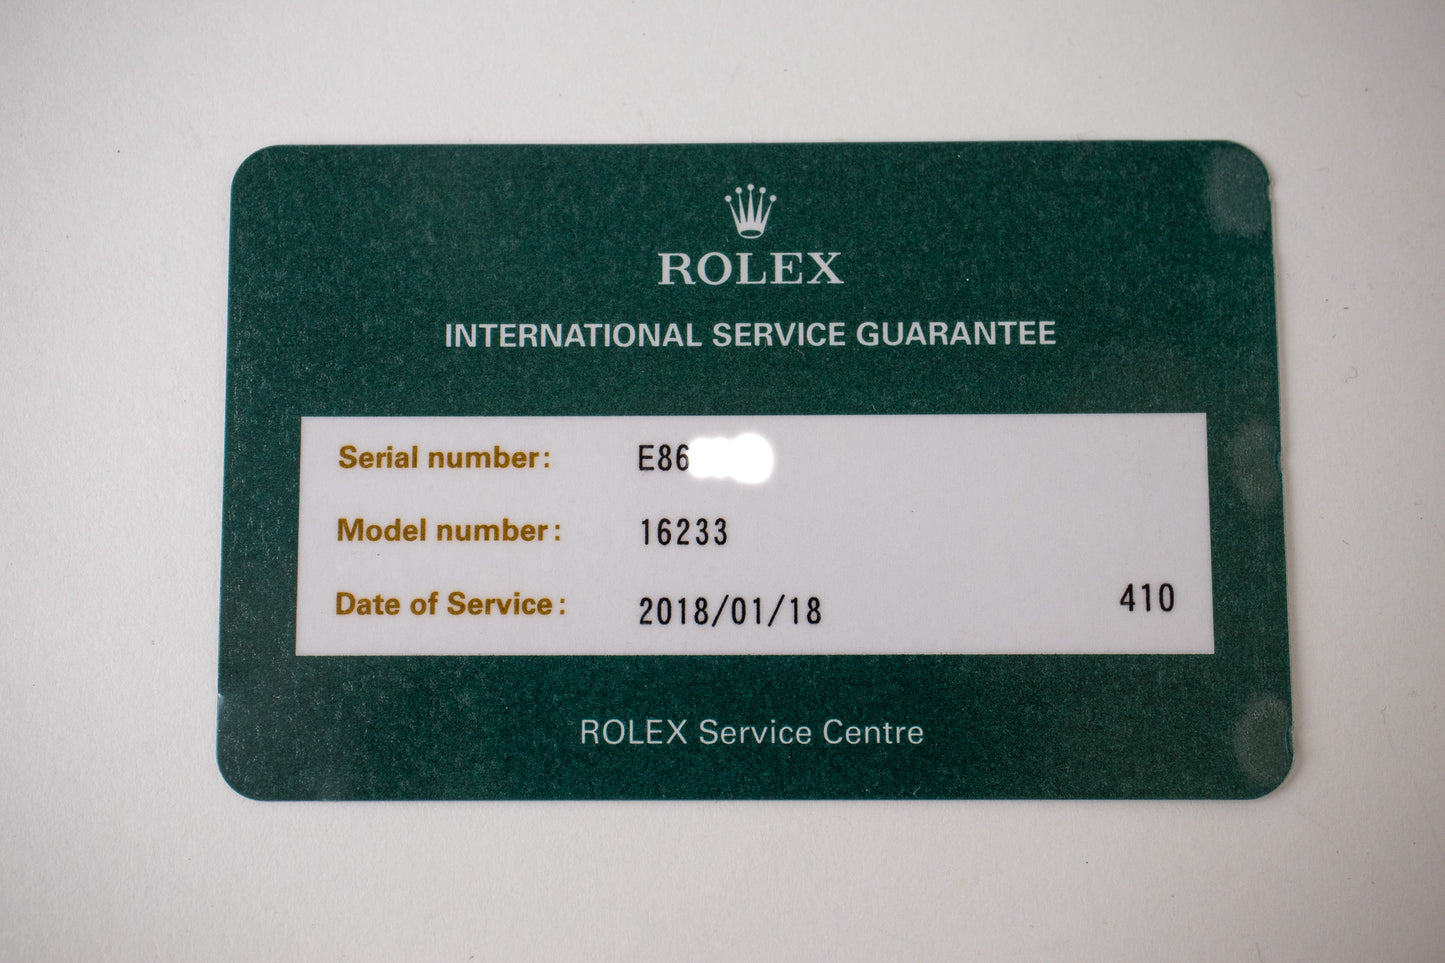 ROLEX
INTERNATIONAL SERVICE GUARANTEE
Serial number: E86
Model number: 16233
Date of Service: 2018/01/18 410
ROLEX Service Centre